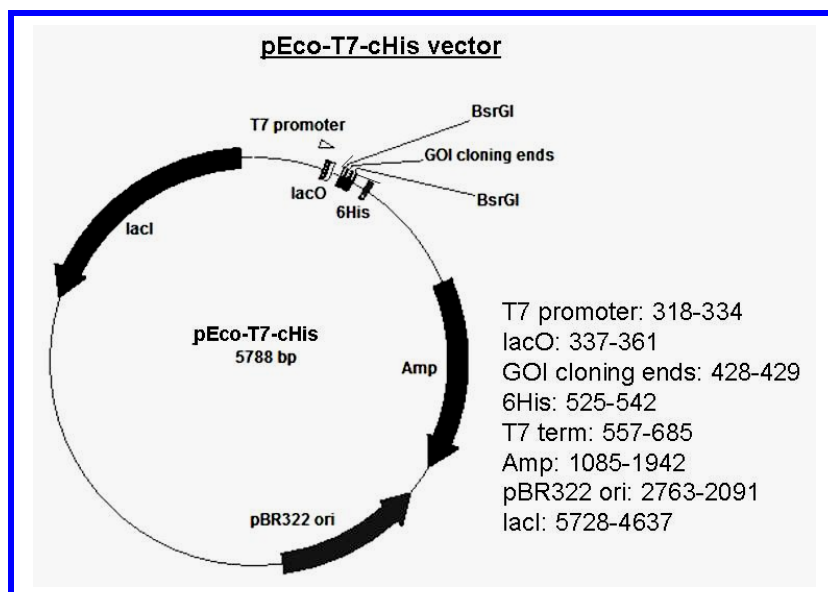 pEco-T7-cHis vector
BsrGI
T7 promoter
GOI cloning ends
lacO
BsrGI
6His
lacI
pEco-T7-cHis
5788 bp
Amp
pBR322 ori
T7 promoter: 318-334
lacO: 337-361
GOI cloning ends: 428-429
6His: 525-542
T7 term: 557-685
Amp: 1085-1942
pBR322 ori: 2763-2091
lacI: 5728-4637